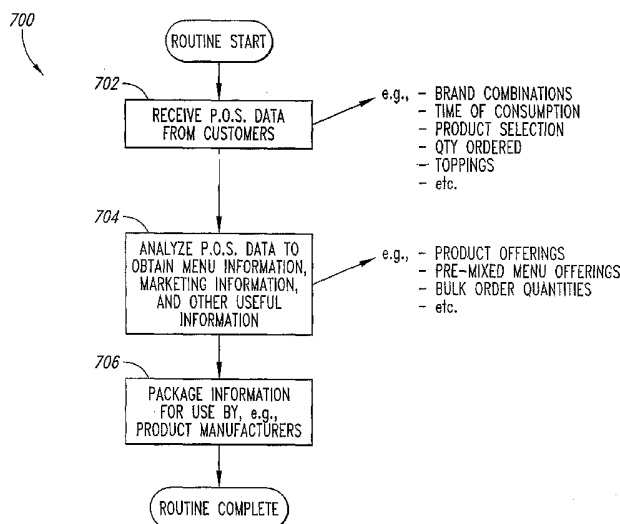 700
ROUTINE START
702
RECEIVE P.O.S. DATA
FROM CUSTOMERS
e.g., - BRAND COMBINATIONS
- TIME OF CONSUMPTION
- PRODUCT SELECTION
- QTY ORDERED
- TOPPINGS
- etc.
704
ANALYZE P.O.S. DATA TO
OBTAIN MENU INFORMATION,
MARKETING INFORMATION,
AND OTHER USEFUL
INFORMATION
e.g., - PRODUCT OFFERINGS
- PRE-MIXED MENU OFFERINGS
- BULK ORDER QUANTITIES
- etc.
706
PACKAGE INFORMATION
FOR USE BY, e.g.,
PRODUCT MANUFACTURERS
ROUTINE COMPLETE